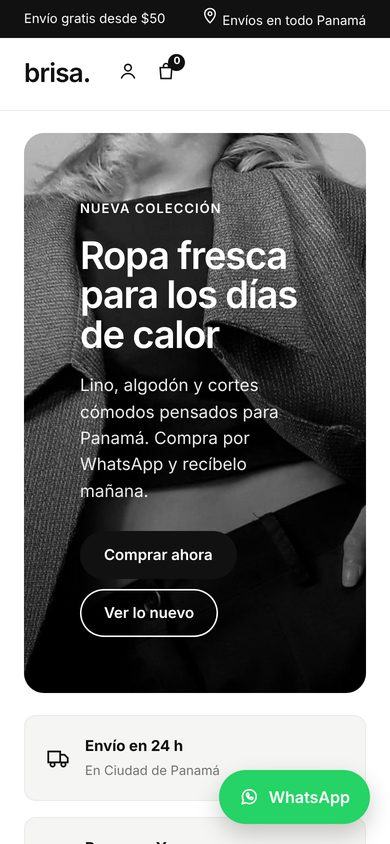 Envío gratis desde $50
Envíos en todo Panamá
brisa.
0
NUEVA COLECCIÓN
Ropa fresca
para los días
de calor
Lino, algodón y cortes
cómodos pensados para
Panamá. Compra por
WhatsApp y recíbelo
mañana.
Comprar ahora
Ver lo nuevo
Envío en 24 h
En Ciudad de Panamá
WhatsApp